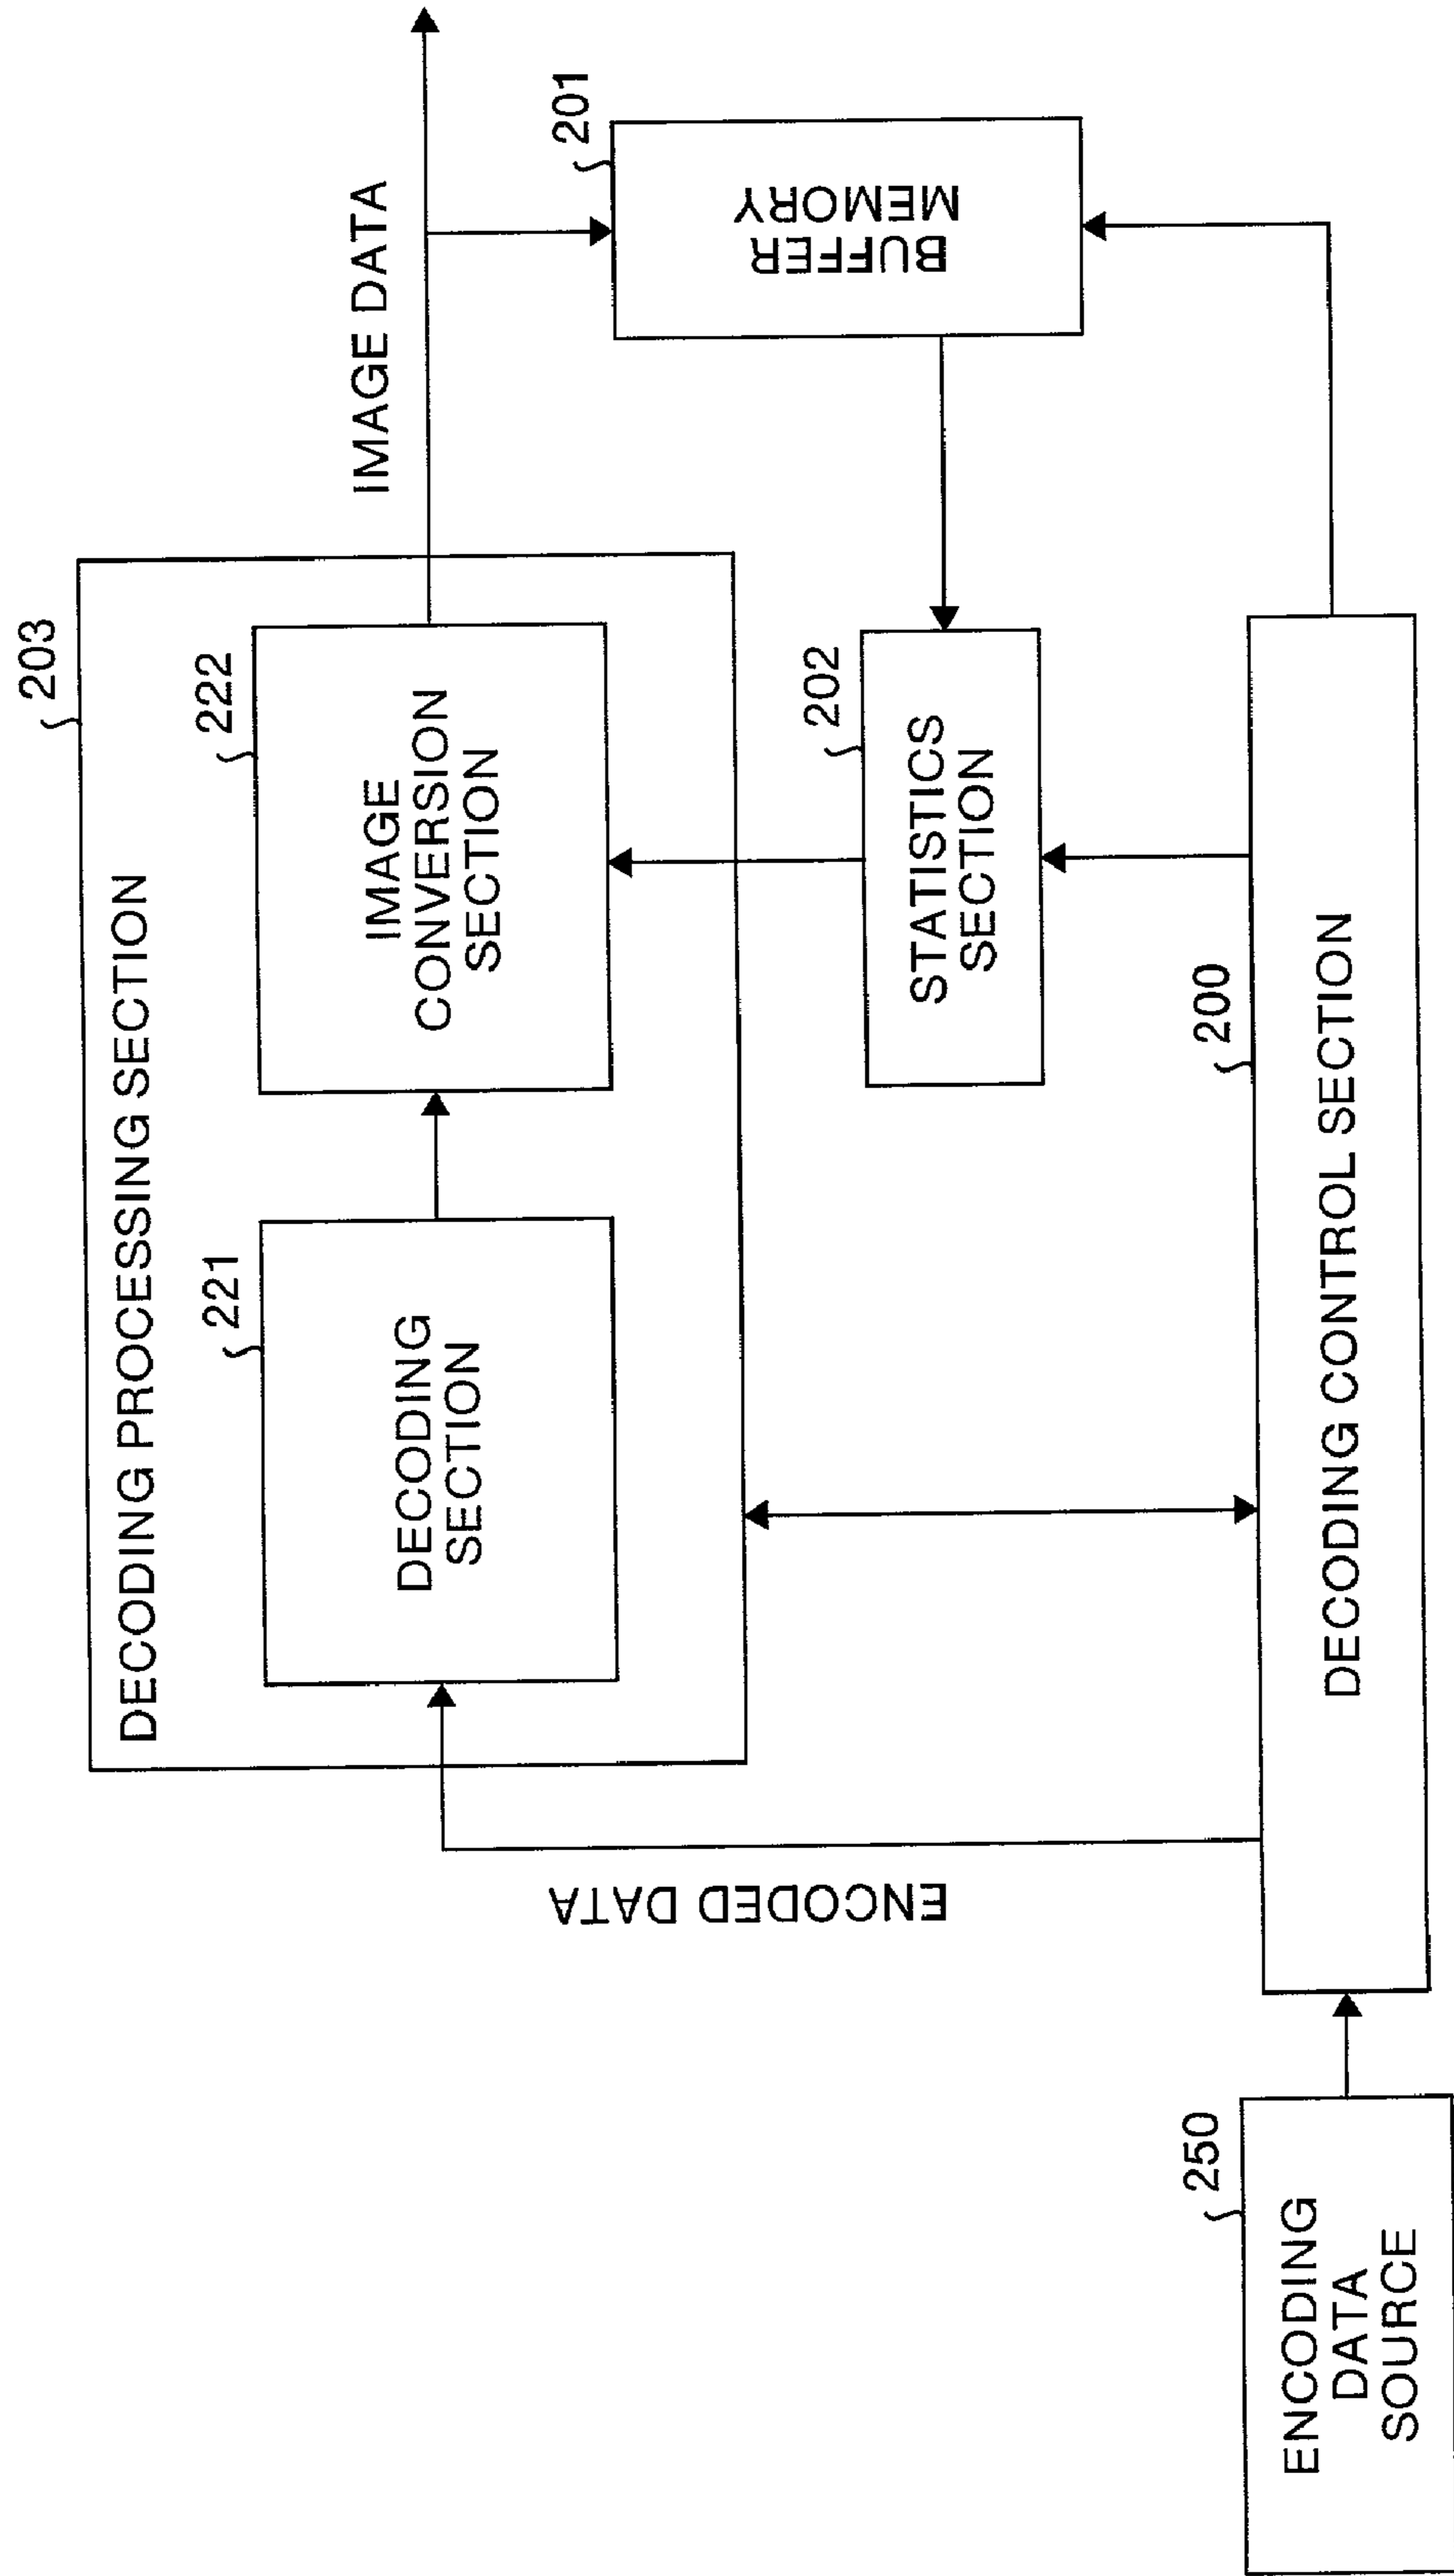 203
DECODING PROCESSING SECTION
221
DECODING
SECTION
222
IMAGE
CONVERSION
SECTION
IMAGE DATA
201
BUFFER
MEMORY
202
STATISTICS
SECTION
ENCODED DATA
200
DECODING CONTROL SECTION
250
ENCODING
DATA
SOURCE